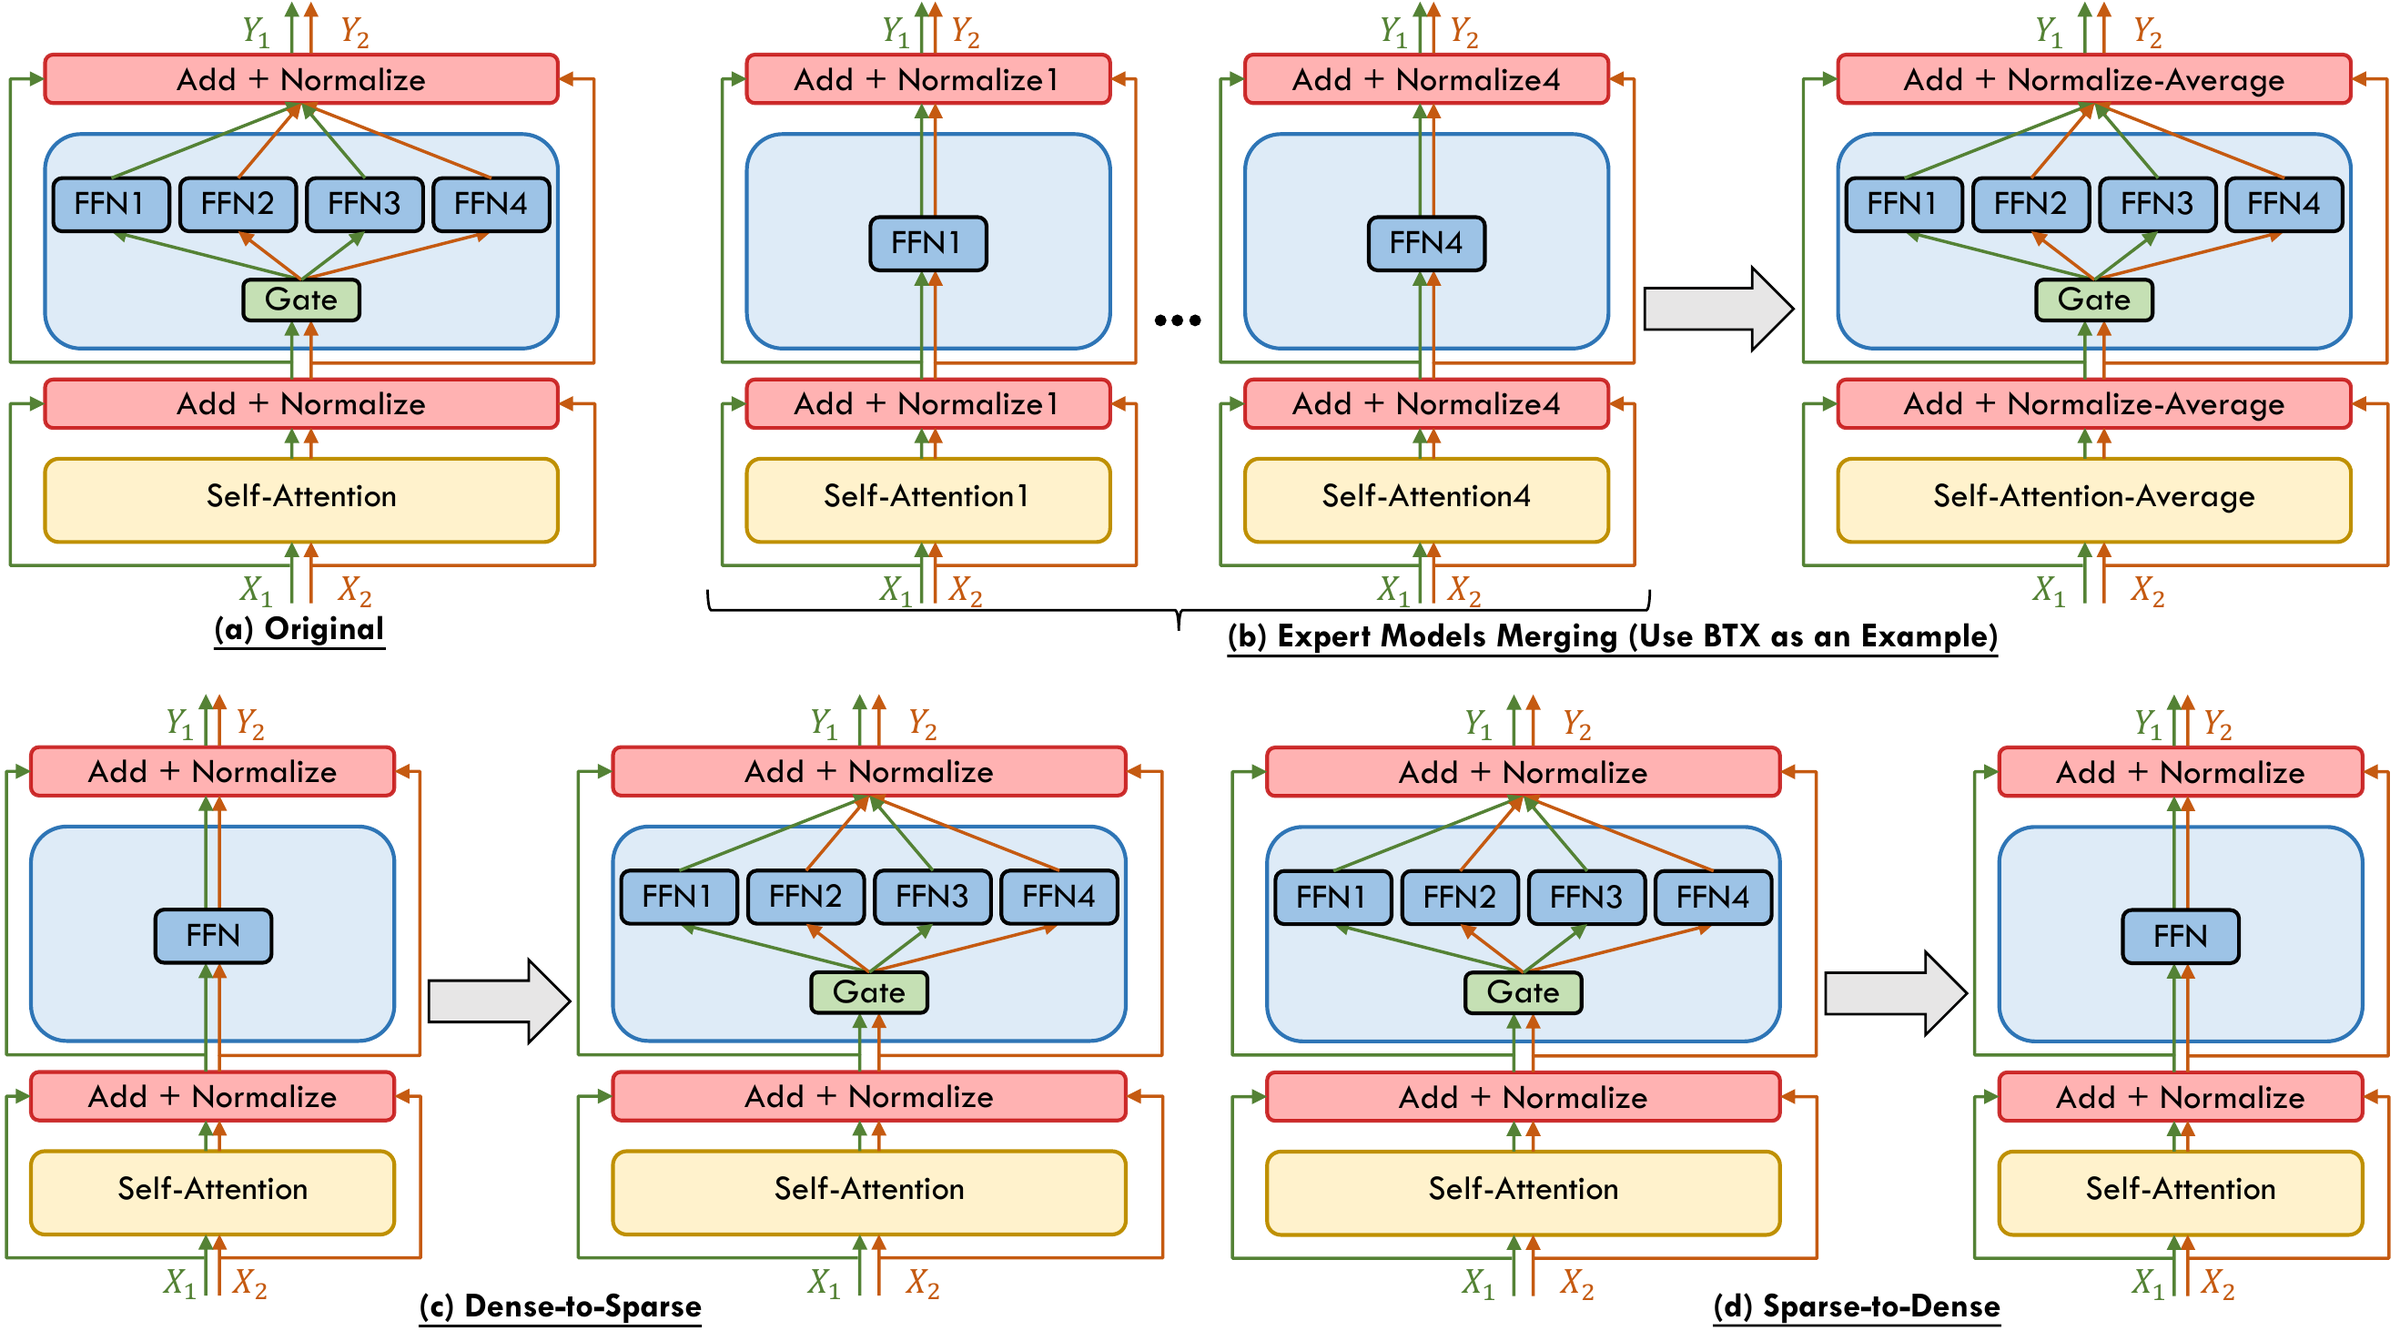 Y1 Y2
Add + Normalize
FFN1 FFN2 FFN3 FFN4
Gate
Add + Normalize
Self-Attention
X1 X2
(a) Original
Y1 Y2
Add + Normalize1
FFN1
Add + Normalize1
Self-Attention1
X1 X2
...
Y1 Y2
Add + Normalize4
FFN4
Add + Normalize4
Self-Attention4
X1 X2
Y1 Y2
Add + Normalize-Average
FFN1 FFN2 FFN3 FFN4
Gate
Add + Normalize-Average
Self-Attention-Average
X1 X2
(b) Expert Models Merging (Use BTX as an Example)
Y1 Y2
Add + Normalize
FFN
Add + Normalize
Self-Attention
X1 X2
Y1 Y2
Add + Normalize
FFN1 FFN2 FFN3 FFN4
Gate
Add + Normalize
Self-Attention
X1 X2
(c) Dense-to-Sparse
Y1 Y2
Add + Normalize
FFN1 FFN2 FFN3 FFN4
Gate
Add + Normalize
Self-Attention
X1 X2
Y1 Y2
Add + Normalize
FFN
Add + Normalize
Self-Attention
X1 X2
(d) Sparse-to-Dense